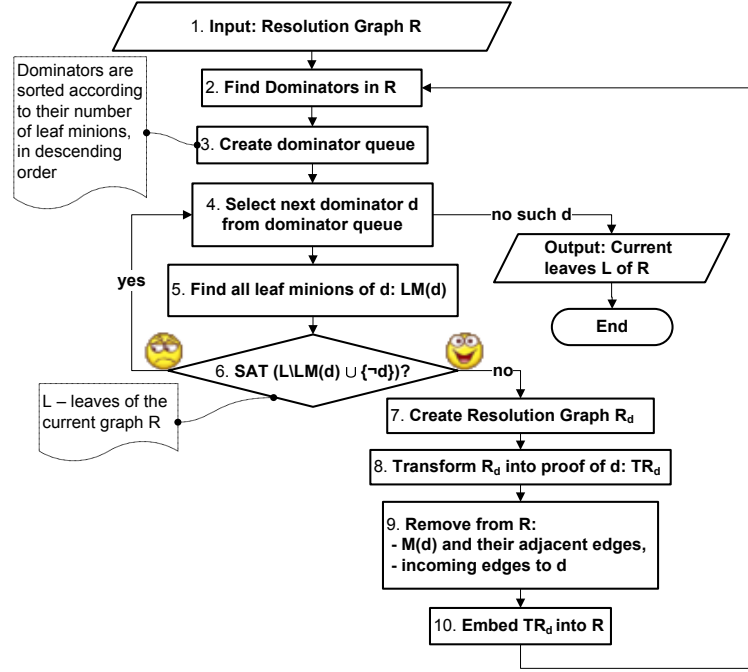 1. Input: Resolution Graph R
Dominators are
sorted according
to their number
of leaf minions,
in descending
order
2. Find Dominators in R
3. Create dominator queue
4. Select next dominator d
from dominator queue
no such d
Output: Current
leaves L of R
End
yes
5. Find all leaf minions of d: LM(d)
6. SAT (L\LM(d) ∪ {¬d})?
no
L – leaves of the
current graph R
7. Create Resolution Graph R_d
8. Transform R_d into proof of d: TR_d
9. Remove from R:
- M(d) and their adjacent edges,
- incoming edges to d
10. Embed TR_d into R